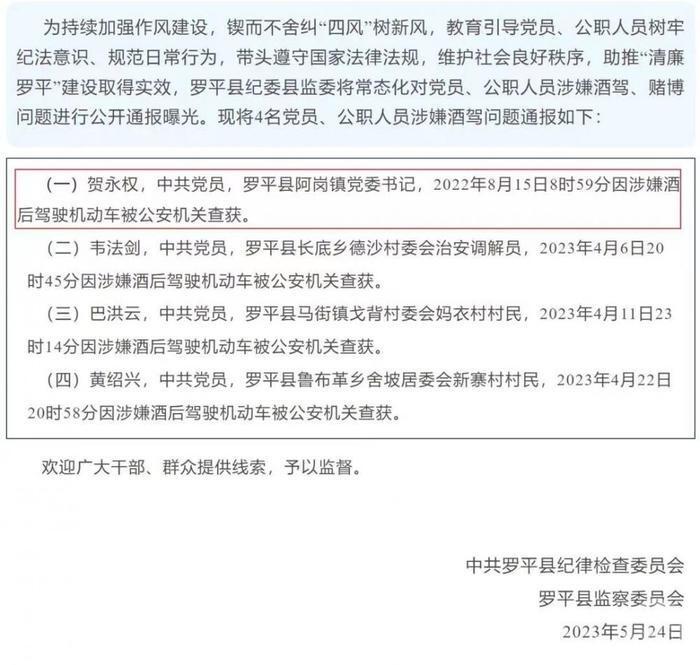 为持续加强作风建设，锲而不舍纠“四风”树新风，教育引导党员、公职人员树牢
纪法意识、规范日常行为，带头遵守国家法律法规，维护社会良好秩序，助推“清廉
罗平”建设取得实效，罗平县纪委县监委将常态化对党员、公职人员涉嫌酒驾、赌博
问题进行公开通报曝光。现将4名党员、公职人员涉嫌酒驾问题通报如下：
（一）贺永权，中共党员，罗平县阿岗镇党委书记，2022年8月15日8时59分因涉嫌酒
后驾驶机动车被公安机关查获。
（二）韦法剑，中共党员，罗平县长底乡德沙村委会治安调解员，2023年4月6日20
时45分因涉嫌酒后驾驶机动车被公安机关查获。
（三）巴洪云，中共党员，罗平县马街镇戈背村委会妈衣村村民，2023年4月11日23
时14分因涉嫌酒后驾驶机动车被公安机关查获。
（四）黄绍兴，中共党员，罗平县鲁布革乡舍坡居委会新寨村村民，2023年4月22日
20时58分因涉嫌酒后驾驶机动车被公安机关查获。
欢迎广大干部、群众提供线索，予以监督。
中共罗平县纪律检查委员会
罗平县监察委员会
2023年5月24日